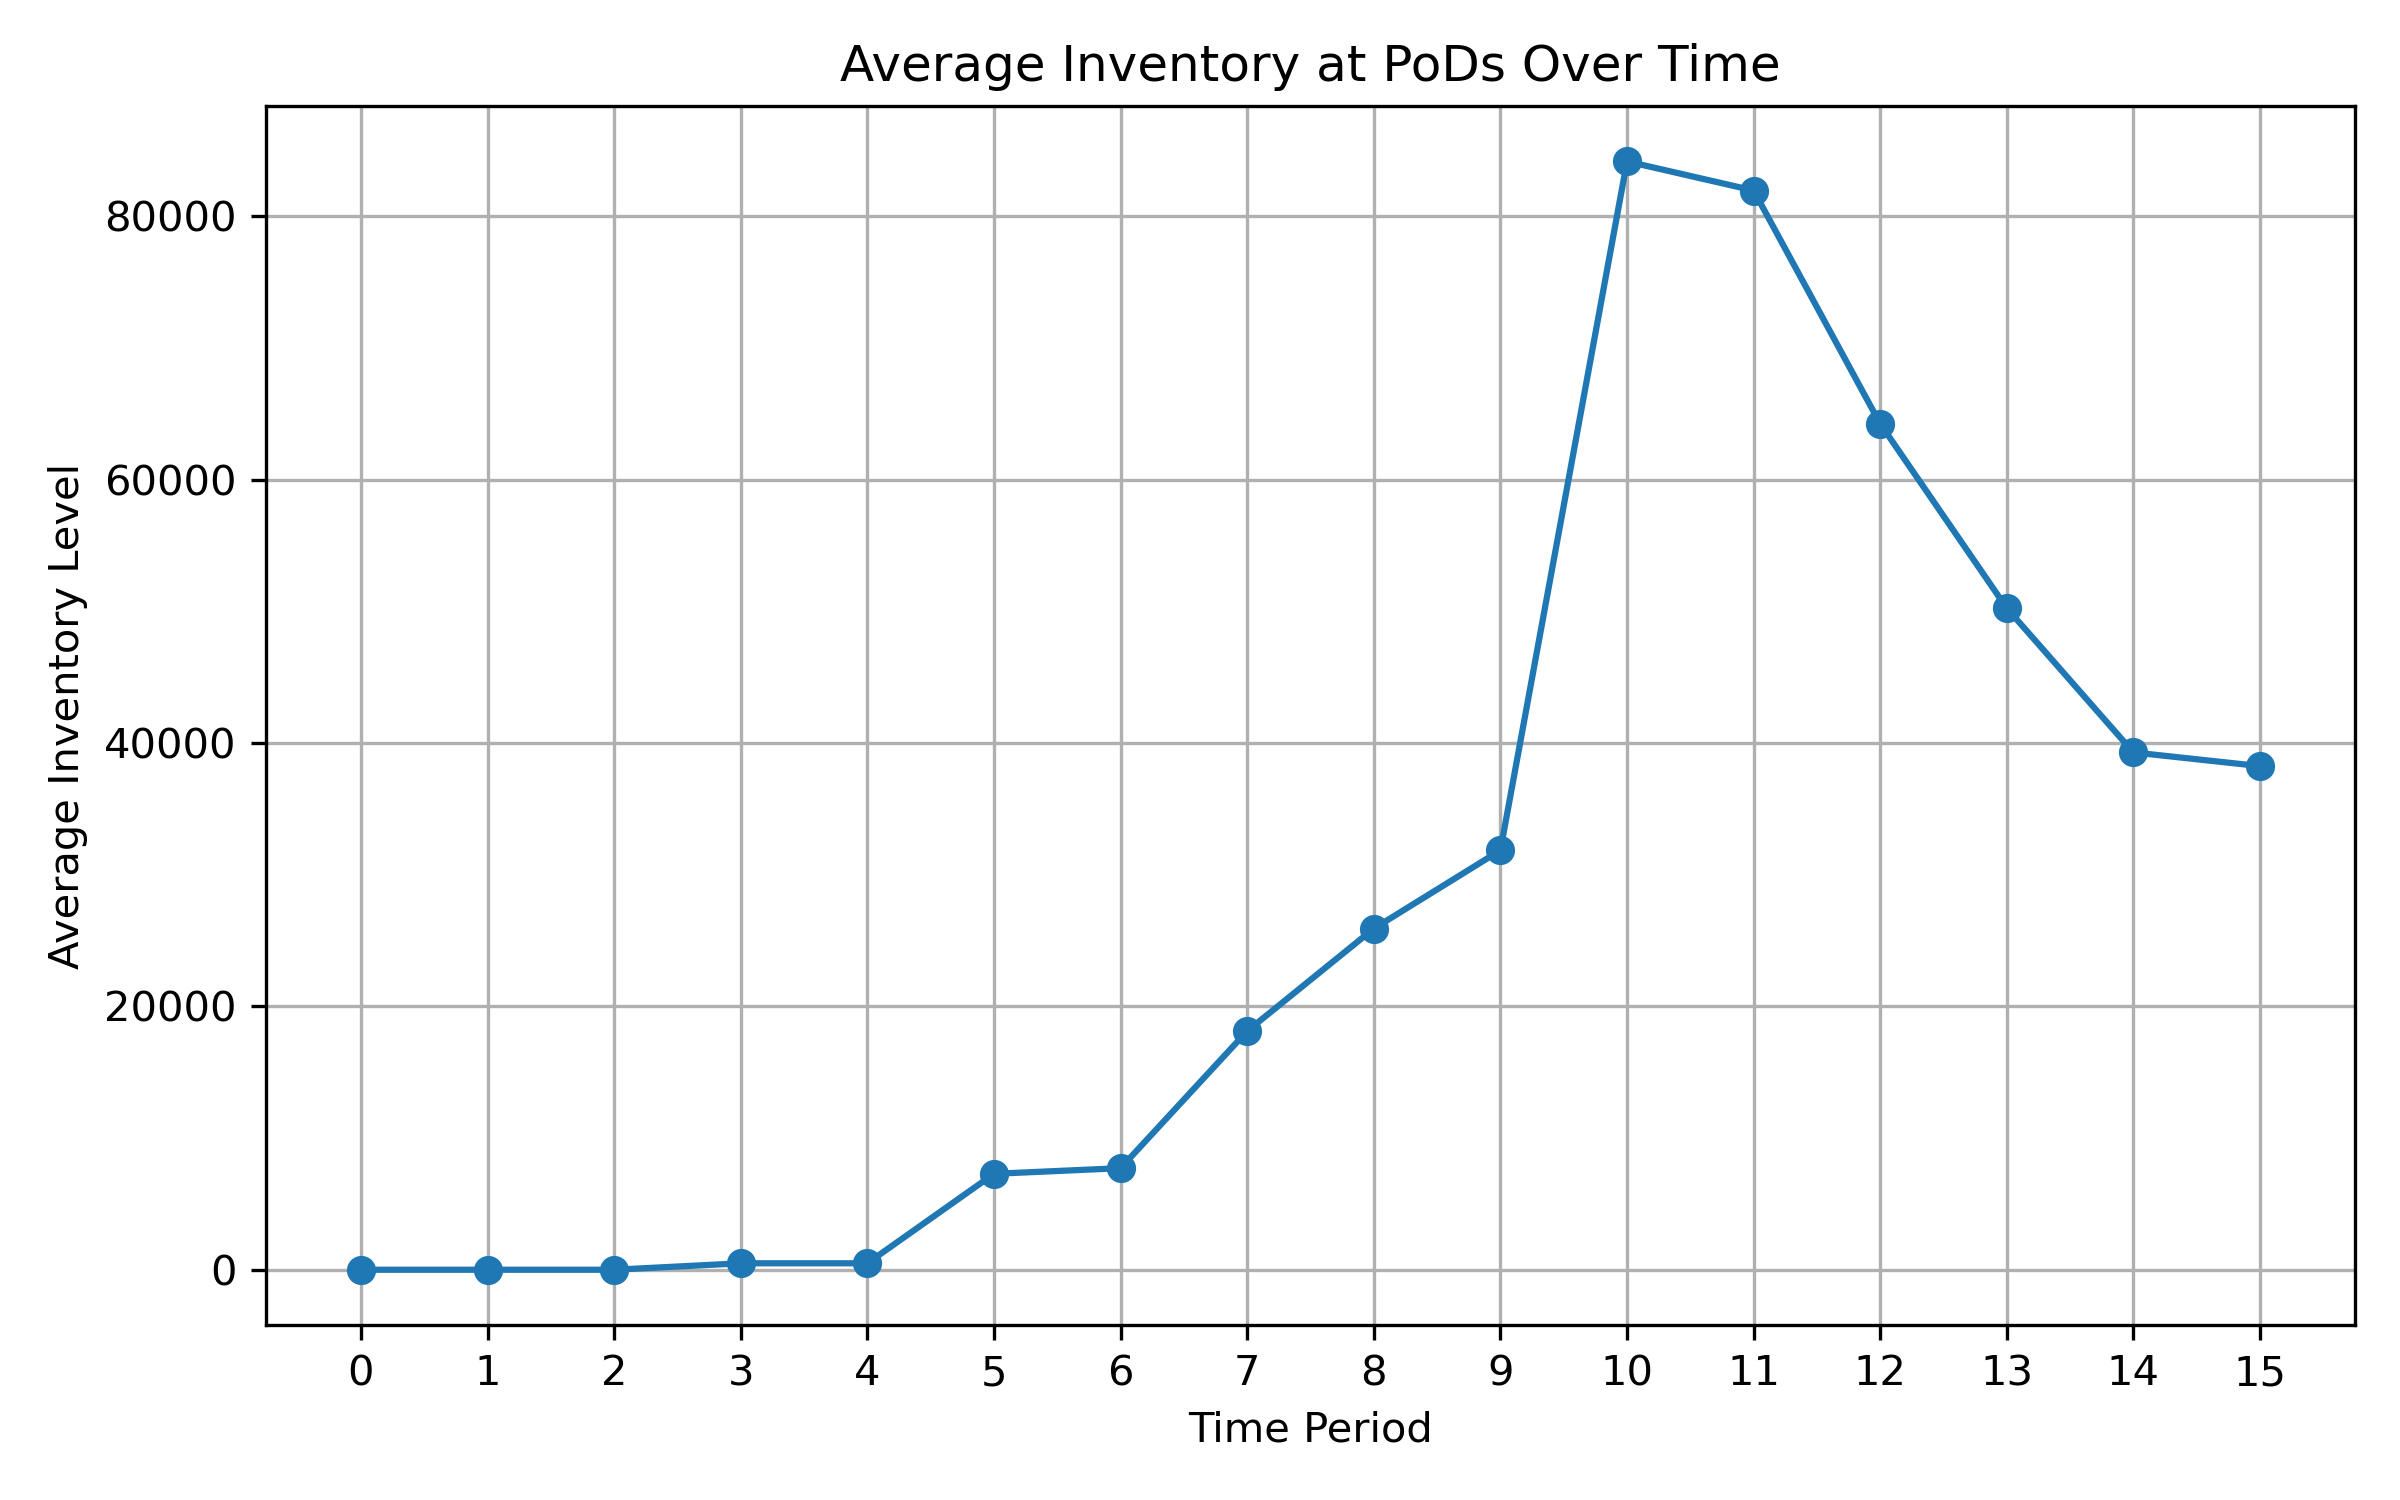 Average Inventory at PoDs Over Time
Average Inventory Level
80000
60000
40000
20000
0
0 1 2 3 4 5 6 7 8 9 10 11 12 13 14 15
Time Period